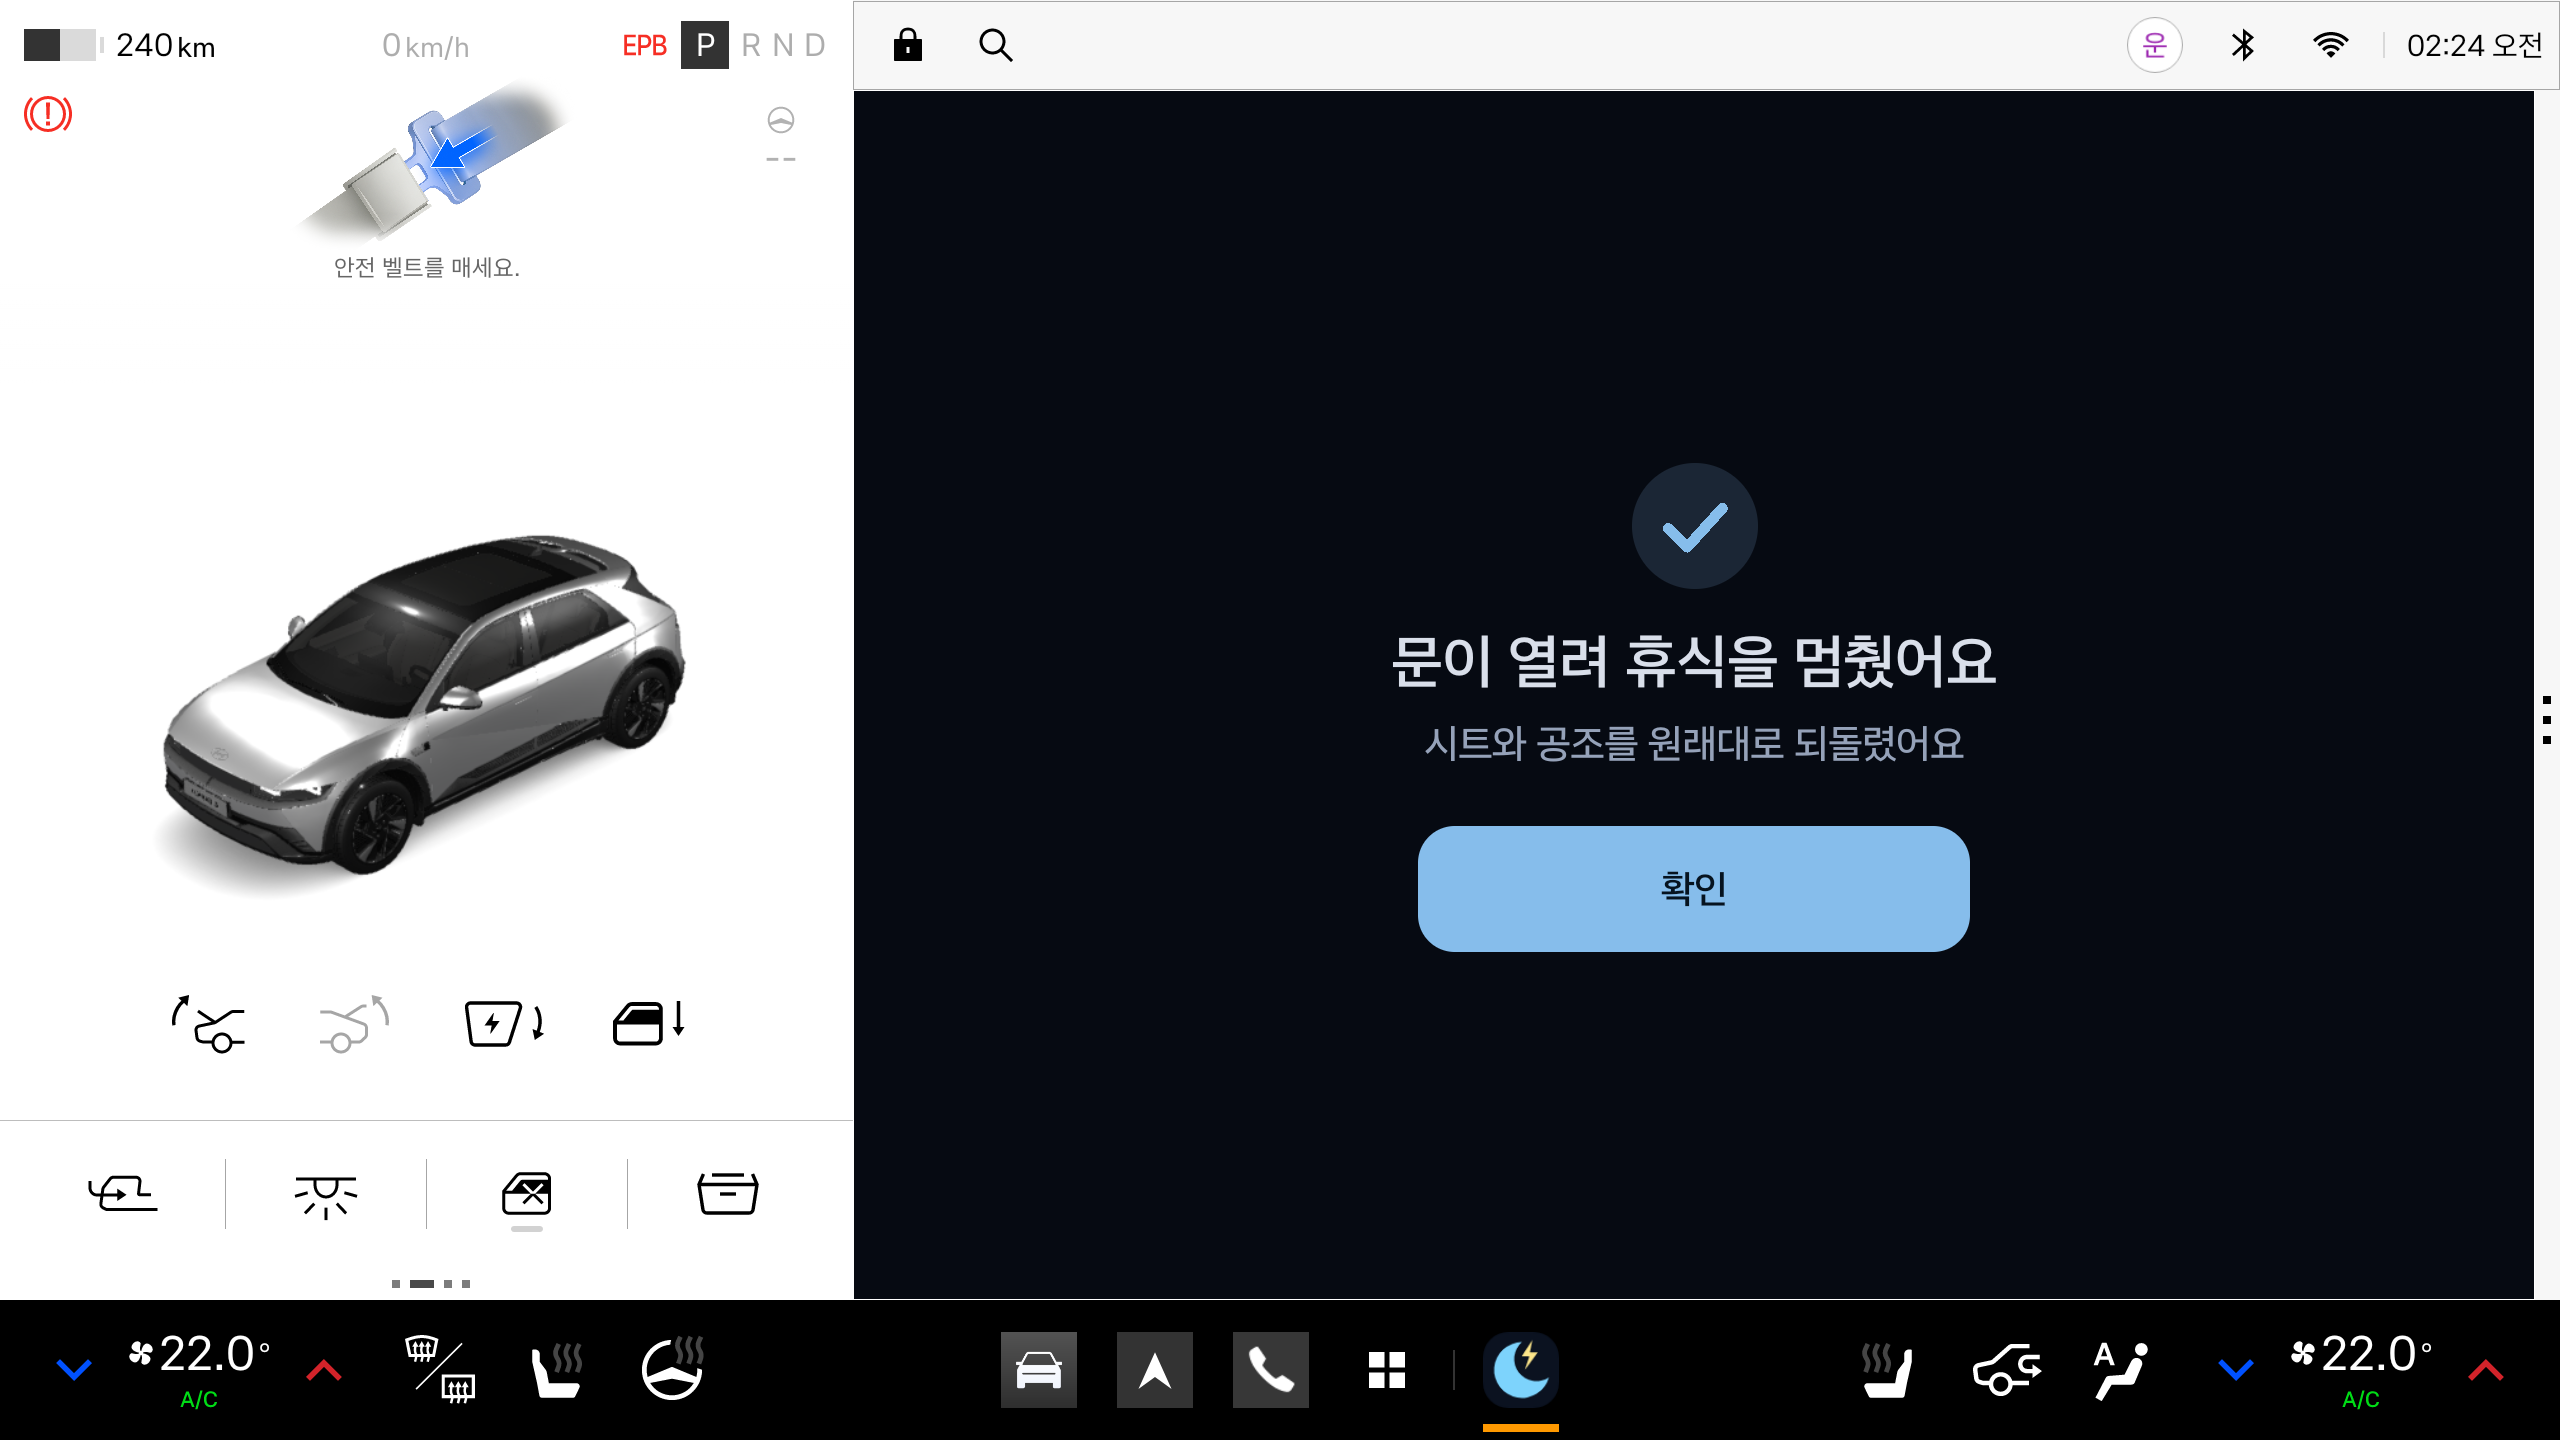 240 km
0 km/h
EPB P R N D
운
02:24 오전
안전 벨트를 매세요.
문이 열려 휴식을 멈췄어요
시트와 공조를 원래대로 되돌렸어요
확인
22.0°
A/C
A
22.0°
A/C